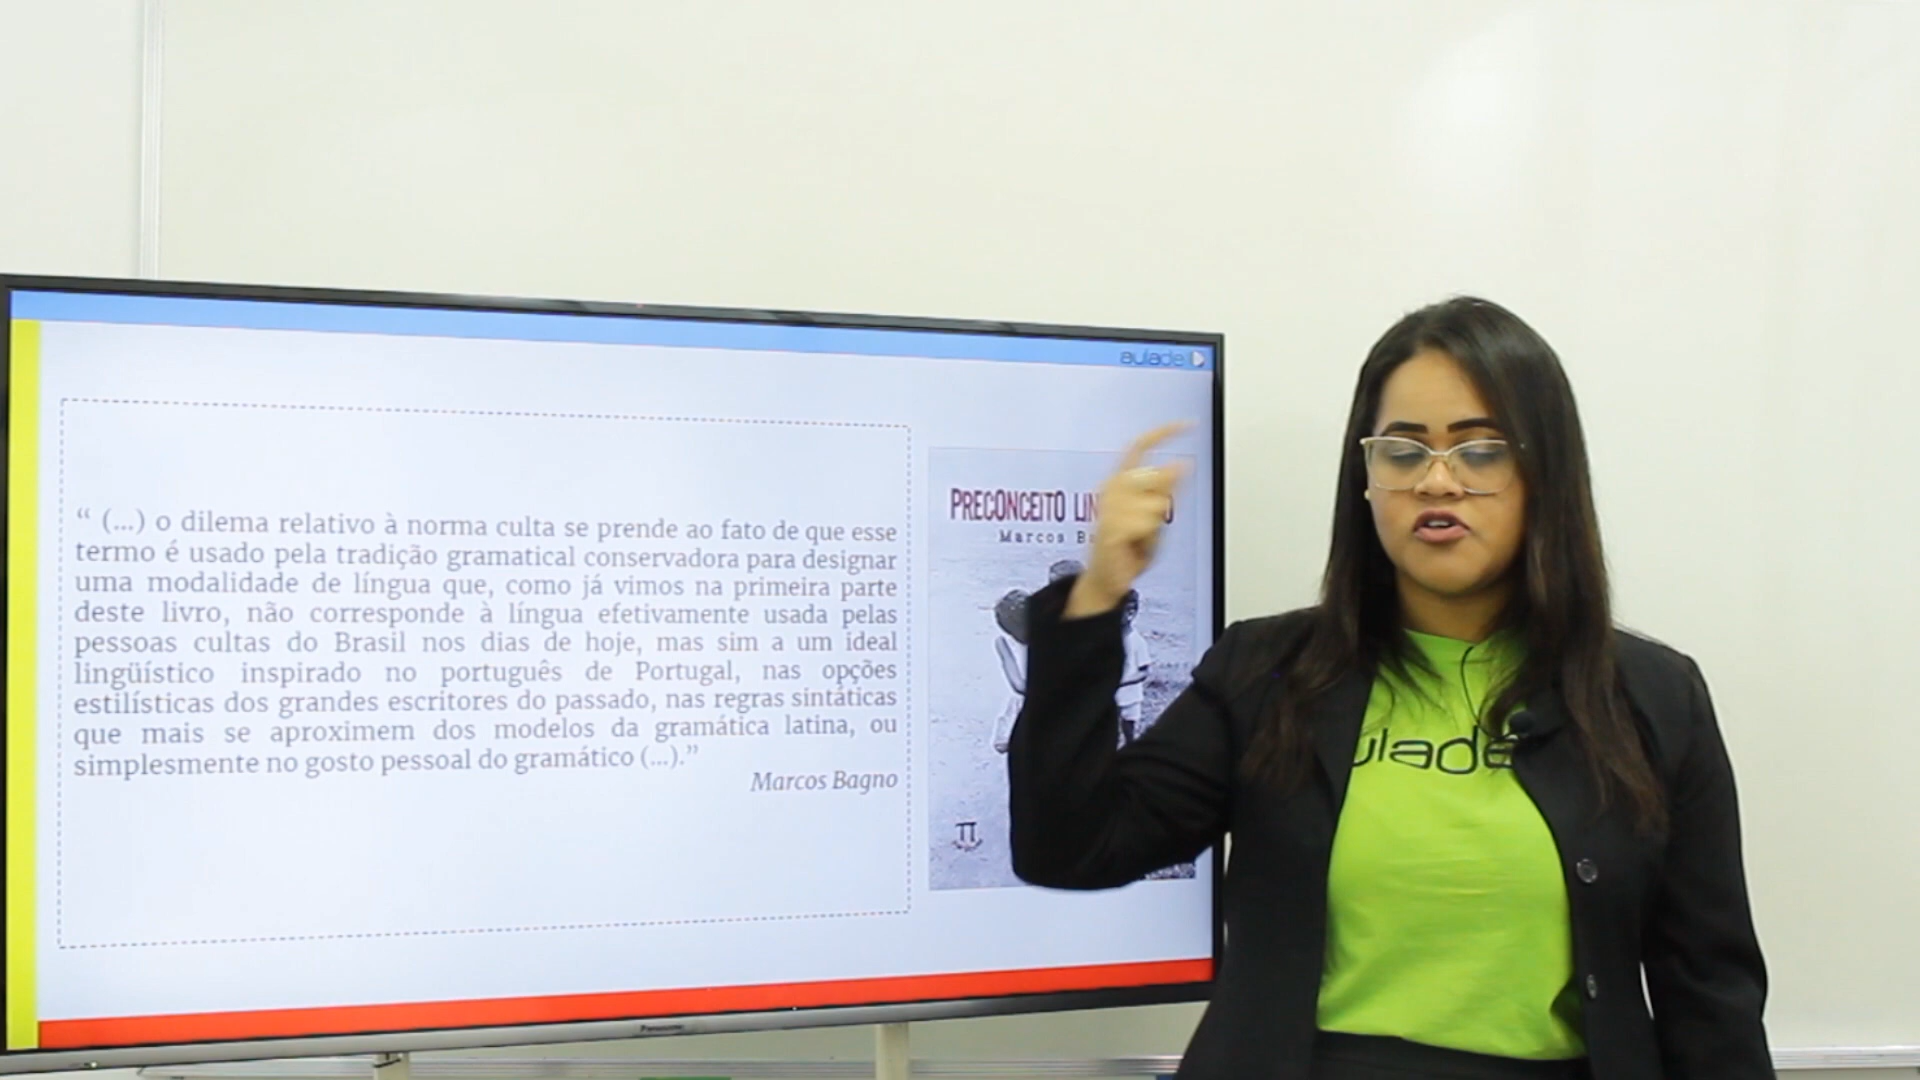 aulade
“ (...) o dilema relativo à norma culta se prende ao fato de que esse
termo é usado pela tradição gramatical conservadora para designar
uma modalidade de língua que, como já vimos na primeira parte
deste livro, não corresponde à língua efetivamente usada pelas
pessoas cultas do Brasil nos dias de hoje, mas sim a um ideal
lingüístico inspirado no português de Portugal, nas opções
estilísticas dos grandes escritores do passado, nas regras sintáticas
que mais se aproximem dos modelos da gramática latina, ou
simplesmente no gosto pessoal do gramático (...).”
Marcos Bagno
PRECONCEITO
Marcos
ulade
Panasonic